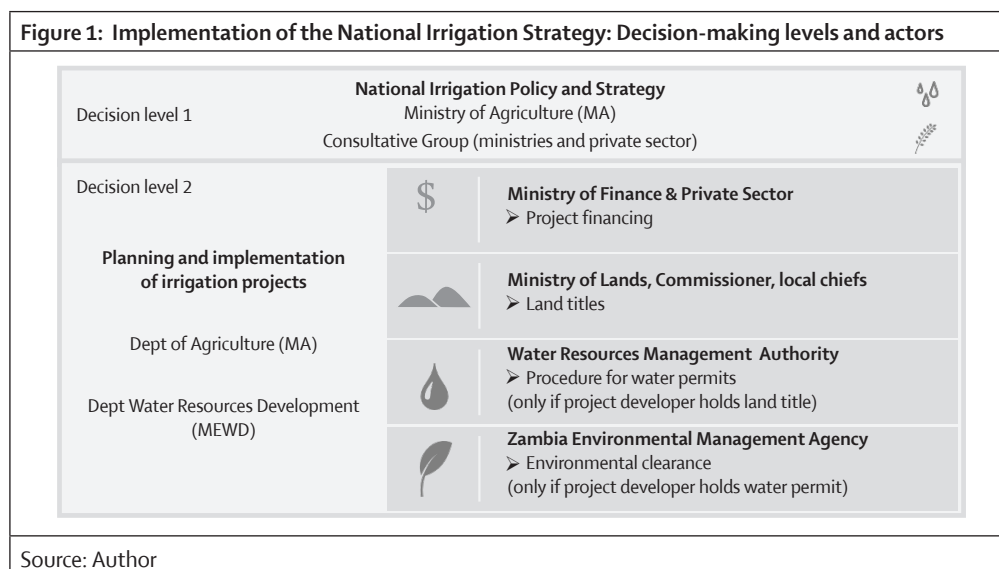 Figure 1: Implementation of the National Irrigation Strategy: Decision-making levels and actors
Decision level 1
National Irrigation Policy and Strategy
Ministry of Agriculture (MA)
Consultative Group (ministries and private sector)
Decision level 2
Planning and implementation
of irrigation projects
Dept of Agriculture (MA)
Dept Water Resources Development
(MEWD)
$
Ministry of Finance & Private Sector
➢ Project financing
Ministry of Lands, Commissioner, local chiefs
➢ Land titles
Water Resources Management Authority
➢ Procedure for water permits
(only if project developer holds land title)
Zambia Environmental Management Agency
➢ Environmental clearance
(only if project developer holds water permit)
Source: Author